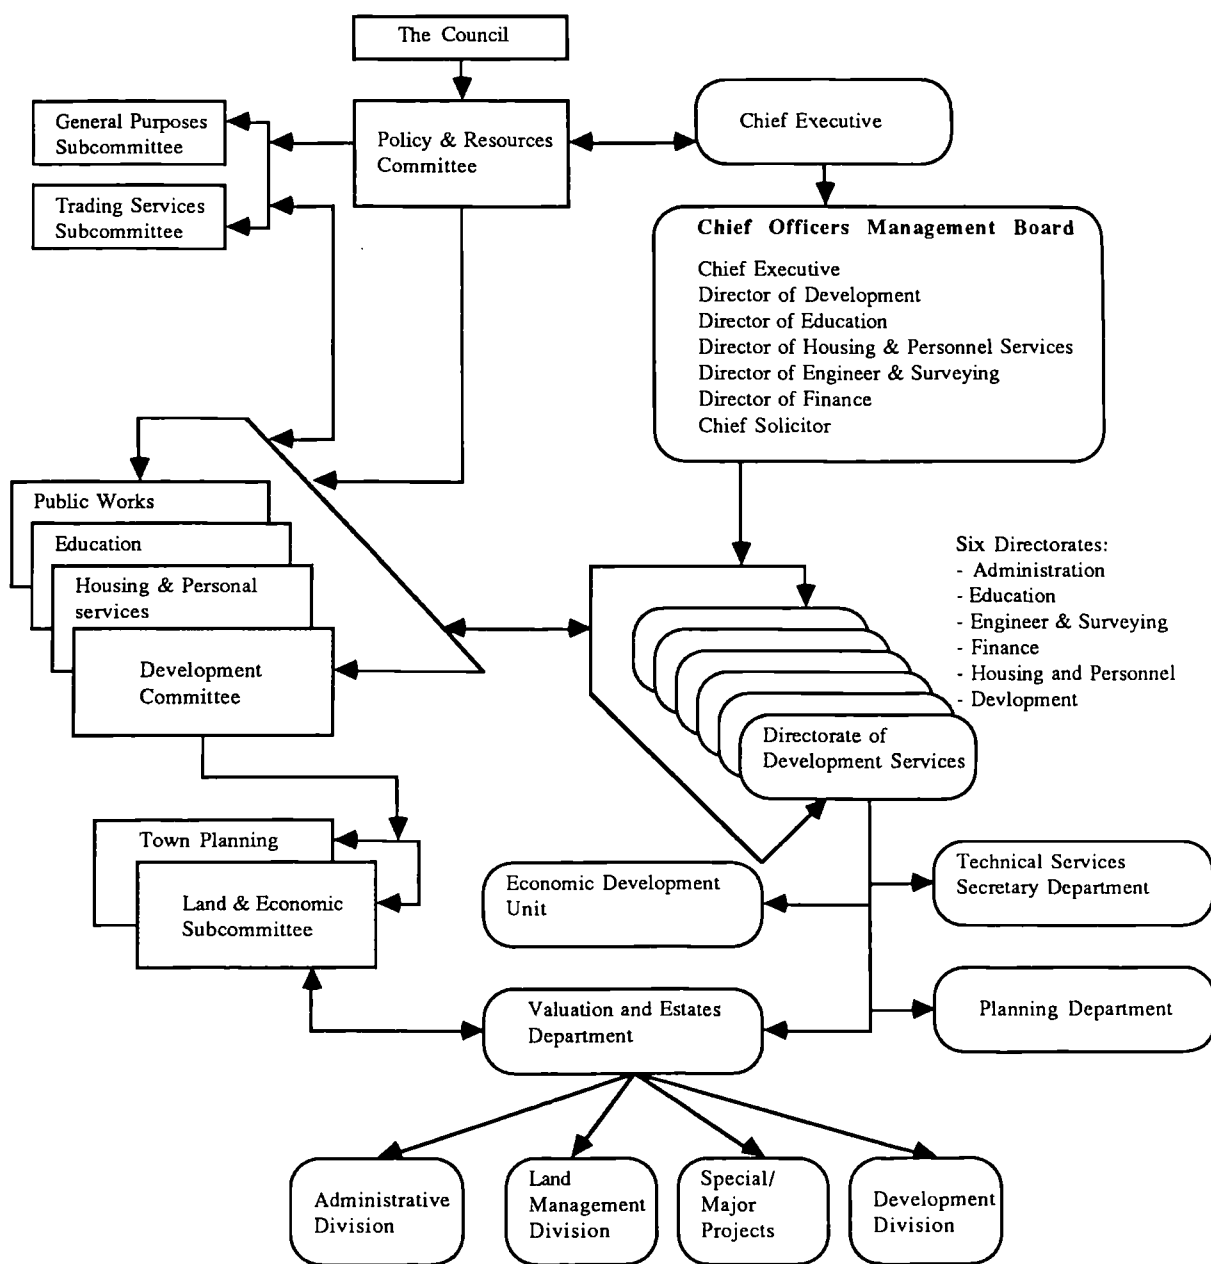 The Council
General Purposes
Subcommittee
Policy & Resources
Committee
Chief Executive
Trading Services
Subcommittee
Chief Officers Management Board
Chief Executive
Director of Development
Director of Education
Director of Housing & Personnel Services
Director of Engineer & Surveying
Director of Finance
Chief Solicitor
Public Works
Education
Housing & Personal
services
Development
Committee
Six Directorates:
- Administration
- Education
- Engineer & Surveying
- Finance
- Housing and Personnel
- Devlopment
Directorate of
Development Services
Town Planning
Land & Economic
Subcommittee
Economic Development
Unit
Technical Services
Secretary Department
Valuation and Estates
Department
Planning Department
Administrative
Division
Land
Management
Division
Special/
Major
Projects
Development
Division